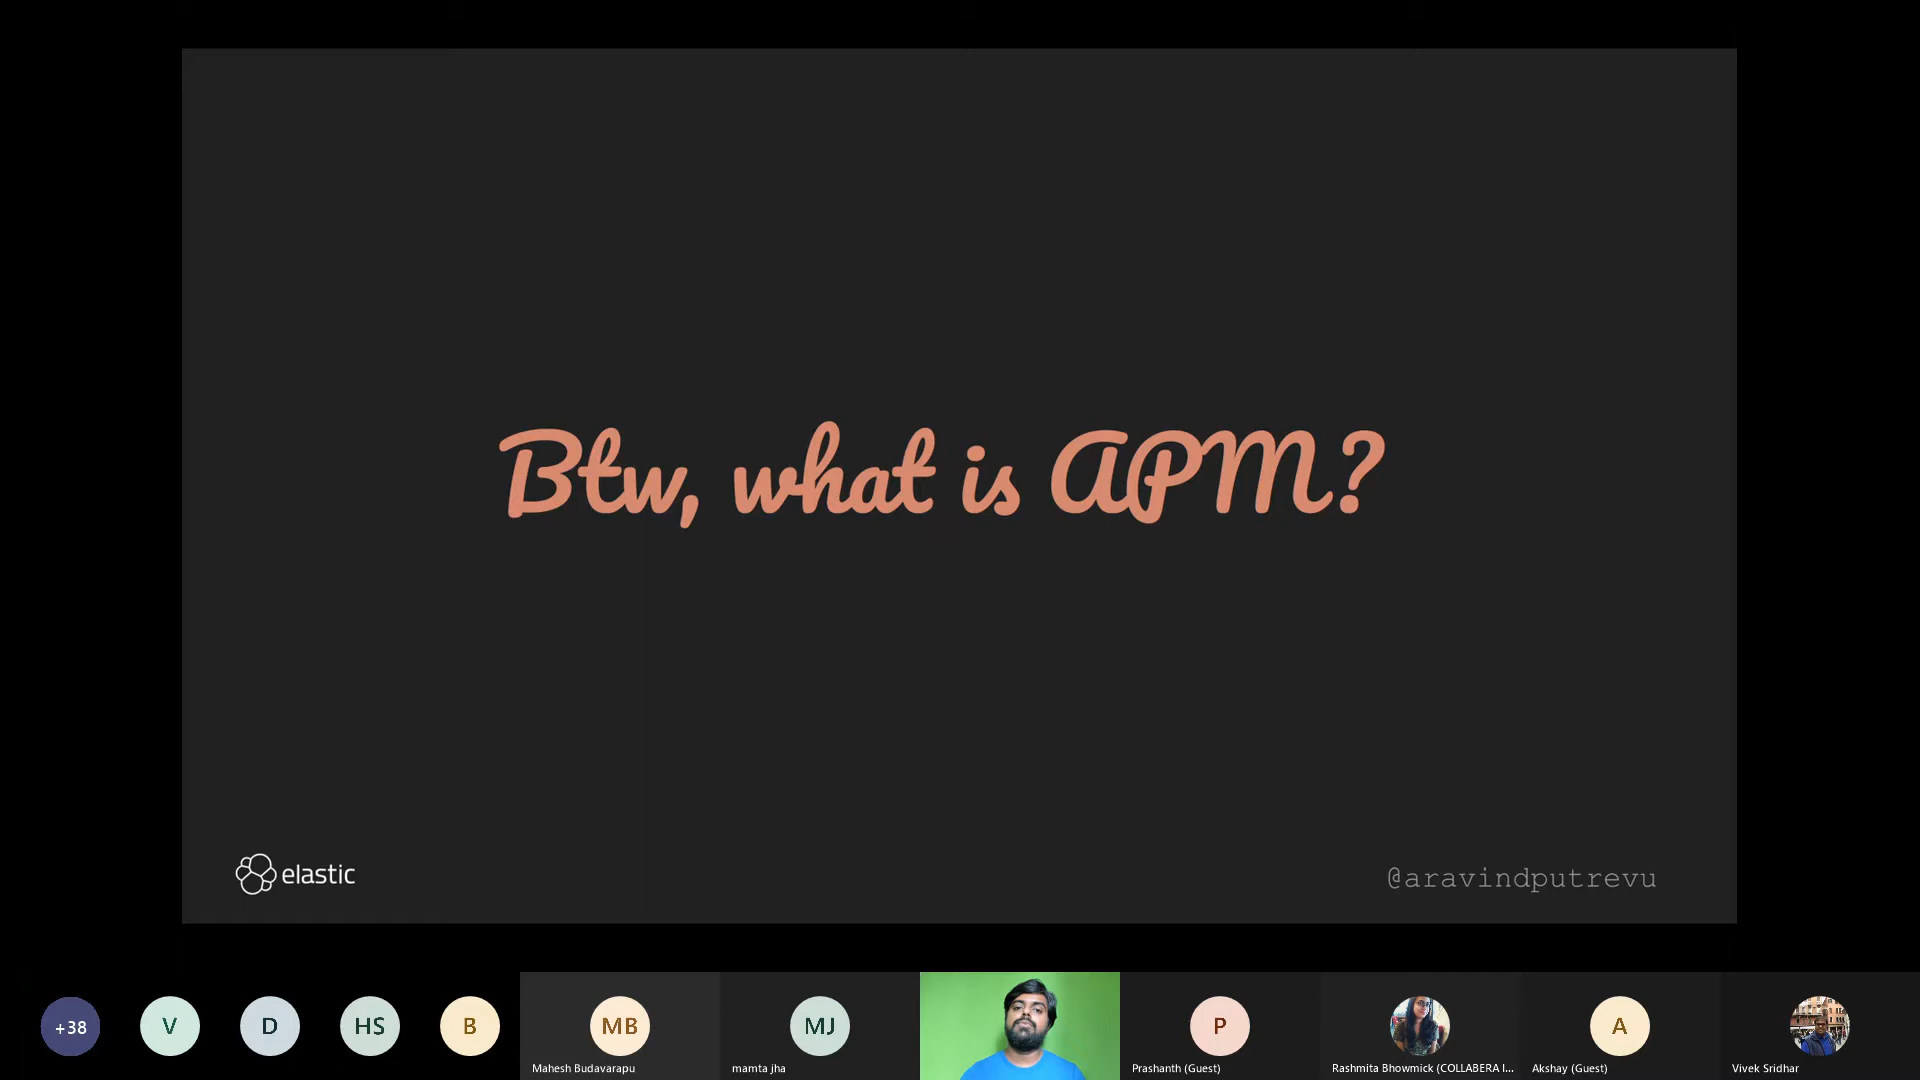 Btw, what is APM?
elastic
@aravindputrevu
+38
V
D
HS
B
MB
MJ
P
A
Mahesh Budavarapu
mamta jha
Prashanth (Guest)
Rashmita Bhowmick (COLLABERA I...
Akshay (Guest)
Vivek Sridhar